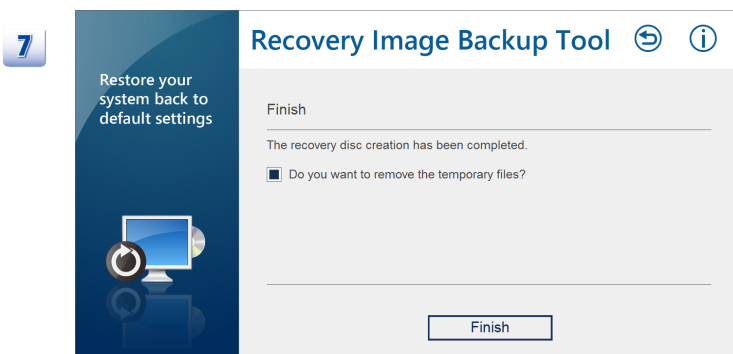 7
Recovery Image Backup Tool
Restore your
system back to
default settings
Finish
The recovery disc creation has been completed.
Do you want to remove the temporary files?
Finish